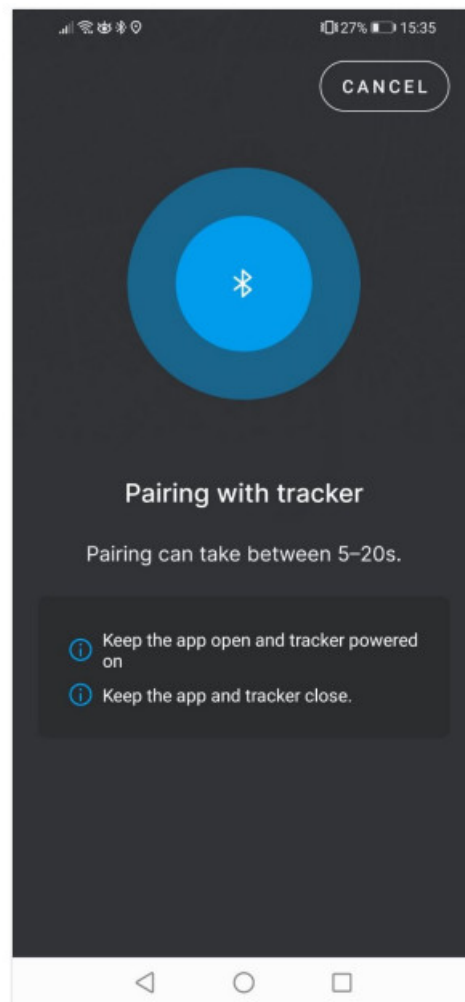 27% 15:35
CANCEL
Pairing with tracker
Pairing can take between 5–20s.
Keep the app open and tracker powered
on
Keep the app and tracker close.